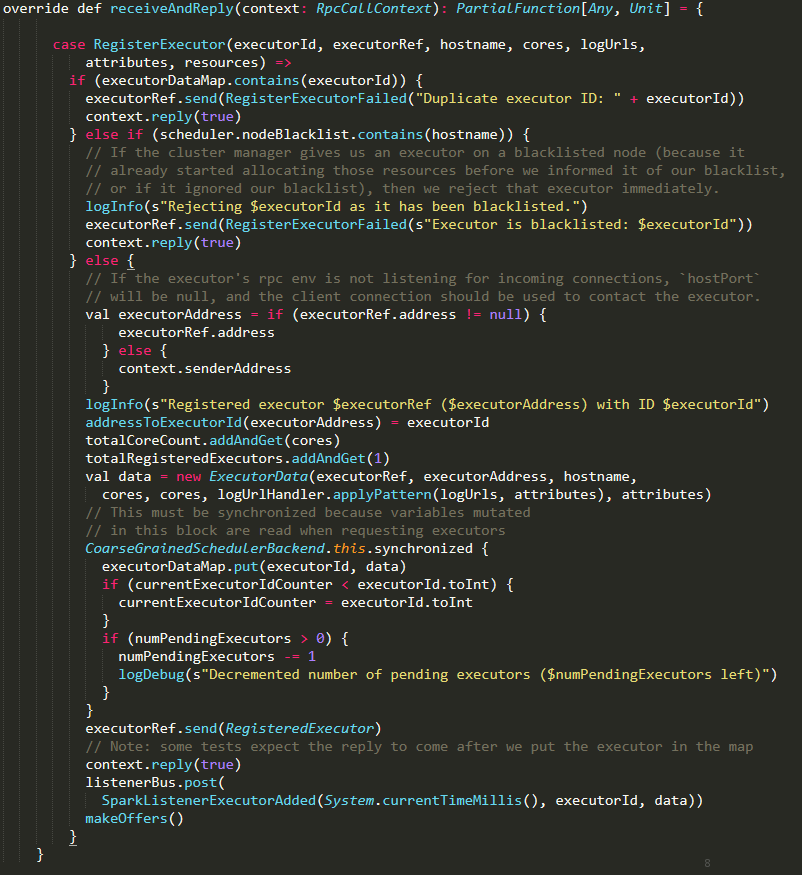 override def receiveAndReply(context: RpcCallContext): PartialFunction[Any, Unit] = {
case RegisterExecutor(executorId, executorRef, hostname, cores, logUrls,
attributes, resources) =>
if (executorDataMap.contains(executorId)) {
executorRef.send(RegisterExecutorFailed("Duplicate executor ID: " + executorId))
context.reply(true)
} else if (scheduler.nodeBlacklist.contains(hostname)) {
// If the cluster manager gives us an executor on a blacklisted node (because it
// already started allocating those resources before we informed it of our blacklist,
// or if it ignored our blacklist), then we reject that executor immediately.
logInfo(s"Rejecting $executorId as it has been blacklisted.")
executorRef.send(RegisterExecutorFailed(s"Executor is blacklisted: $executorId"))
context.reply(true)
} else {
// If the executor's rpc env is not listening for incoming connections, `hostPort`
// will be null, and the client connection should be used to contact the executor.
val executorAddress = if (executorRef.address != null) {
executorRef.address
} else {
context.senderAddress
}
logInfo(s"Registered executor $executorRef ($executorAddress) with ID $executorId")
addressToExecutorId(executorAddress) = executorId
totalCoreCount.addAndGet(cores)
totalRegisteredExecutors.addAndGet(1)
val data = new ExecutorData(executorRef, executorAddress, hostname,
cores, cores, logUrlHandler.applyPattern(logUrls, attributes), attributes)
// This must be synchronized because variables mutated
// in this block are read when requesting executors
CoarseGrainedSchedulerBackend.this.synchronized {
executorDataMap.put(executorId, data)
if (currentExecutorIdCounter < executorId.toInt) {
currentExecutorIdCounter = executorId.toInt
}
if (numPendingExecutors > 0) {
numPendingExecutors -= 1
logDebug(s"Decremented number of pending executors ($numPendingExecutors left)")
}
}
executorRef.send(RegisteredExecutor)
// Note: some tests expect the reply to come after we put the executor in the map
context.reply(true)
listenerBus.post(
SparkListenerExecutorAdded(System.currentTimeMillis(), executorId, data))
makeOffers()
}
}
8